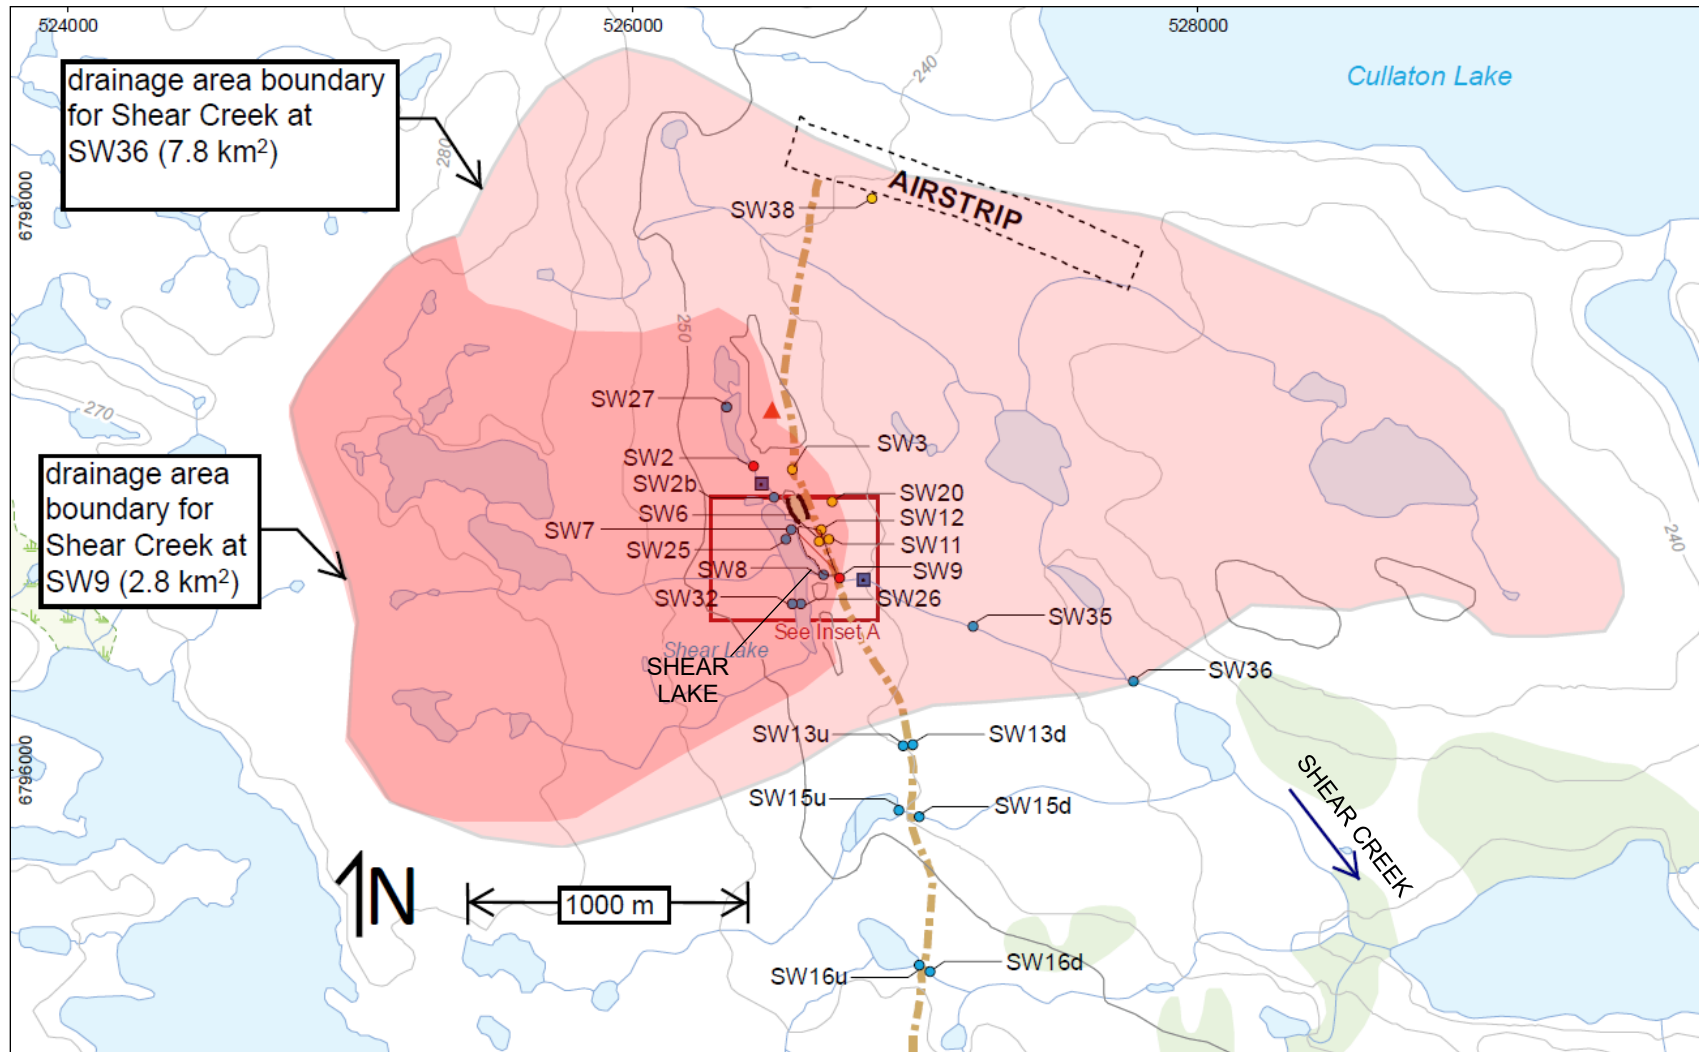 524000
526000
528000
Cullaton Lake
240
drainage area boundary
for Shear Creek at
SW36 (7.8 km²)
280
6798000
AIRSTRIP
SW38
250
270
SW27
SW3
SW2
SW2b
SW20
SW6
SW12
SW7
SW25
SW11
SW8
SW9
SW32
SW26
drainage area
boundary for
Shear Creek at
SW9 (2.8 km²)
240
SW35
See Inset A
Shear Lake
SHEAR
LAKE
SW36
SW13u
SW13d
6796000
SW15u
SW15d
SHEAR CREEK
N
1000 m
SW16u
SW16d